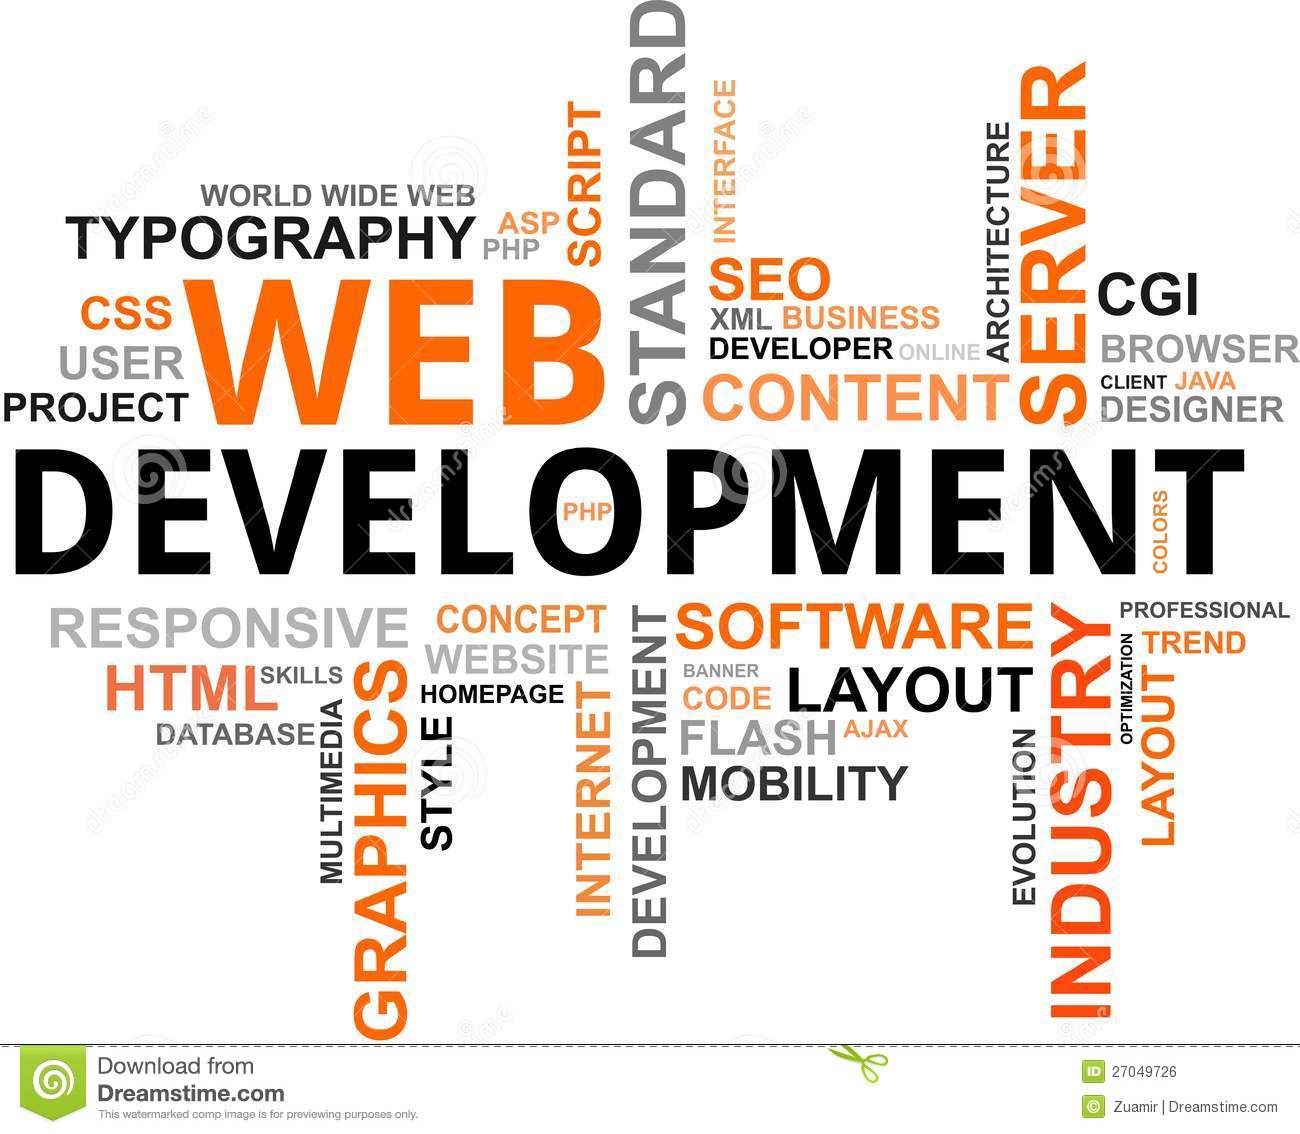 STANDARD
INTERFACE
SCRIPT
SERVER
ARCHITECTURE
WORLD WIDE WEB
TYPOGRAPHY
ASP
PHP
SEO
CGI
CSS
WEB
XML BUSINESS
USER
DEVELOPER ONLINE
BROWSER
PROJECT
CONTENT
CLIENT JAVA
DESIGNER
DEVELOPMENT
PHP
COLORS
RESPONSIVE
CONCEPT
SOFTWARE
PROFESSIONAL
TREND
WEBSITE
HTML
SKILLS
BANNER
LAYOUT
HOMEPAGE
CODE
DATABASE
FLASH
AJAX
MOBILITY
MULTIMEDIA
GRAPHICS
STYLE
INTERNET
DEVELOPMENT
EVOLUTION
INDUSTRY
OPTIMIZATION
LAYOUT
Download from
Dreamstime.com
This watermarked comp image is for previewing purposes only.
ID 27049726
© Zuamir | Dreamstime.com
dreamstime